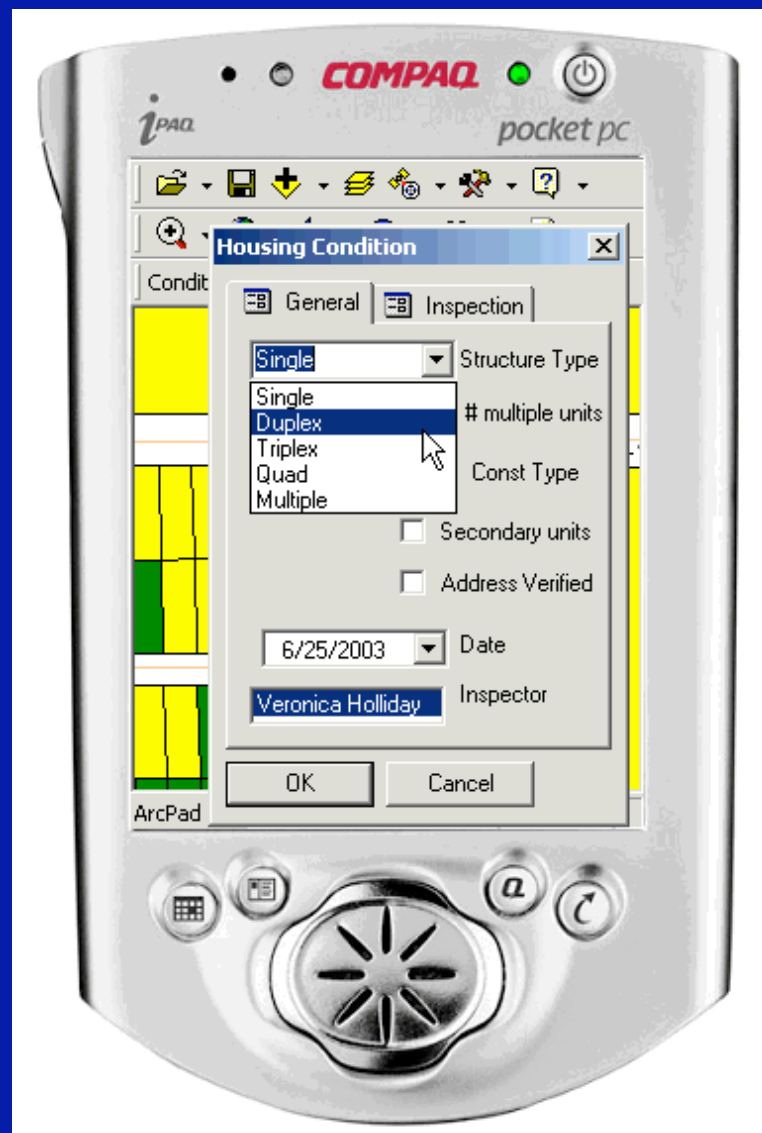 COMPAQ
iPAQ
pocket pc
Condit
Housing Condition
General Inspection
Single Structure Type
Single
Duplex # multiple units
Triplex
Quad Const Type
Multiple
Secondary units
Address Verified
6/25/2003 Date
Veronica Holliday Inspector
OK Cancel
ArcPad